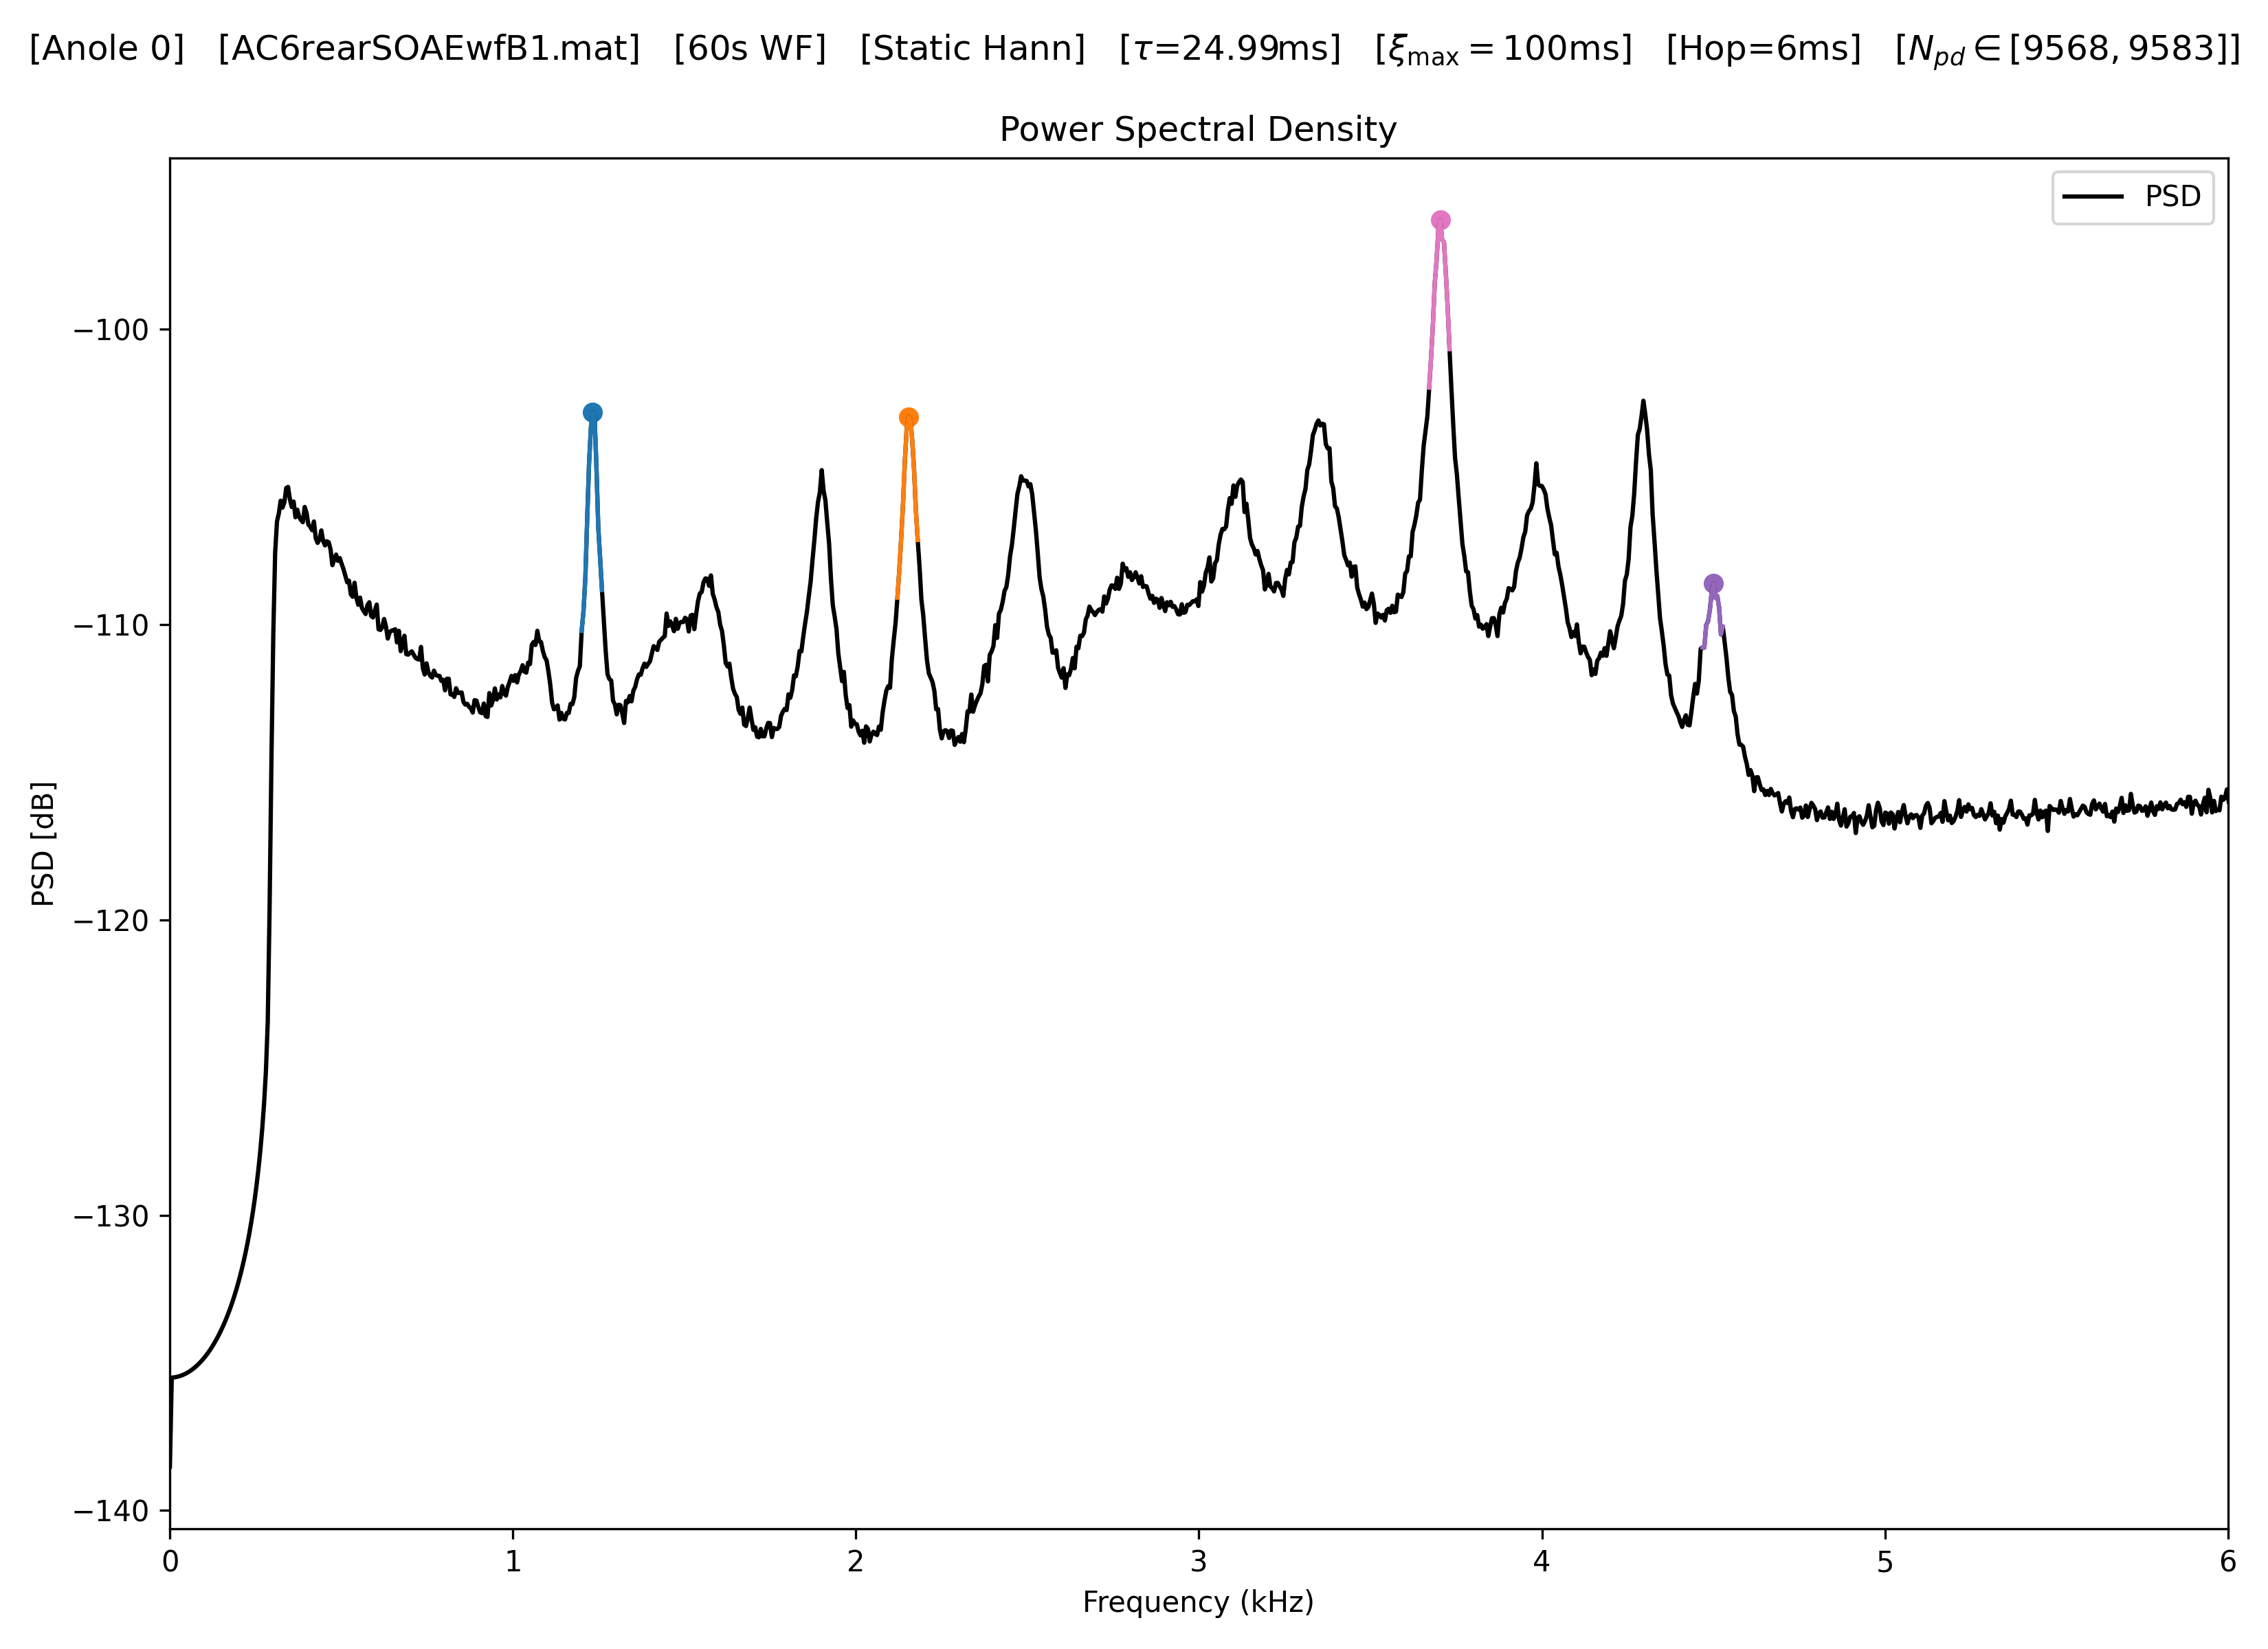 [Anole 0] [AC6rearSOAEwfB1.mat] [60s WF] [Static Hann] [τ=24.99ms] [ξmax = 100ms] [Hop=6ms] [Npd ∈ [9568, 9583]]
Power Spectral Density
PSD
−100
−110
−120
−130
−140
PSD [dB]
0 1 2 3 4 5 6
Frequency (kHz)